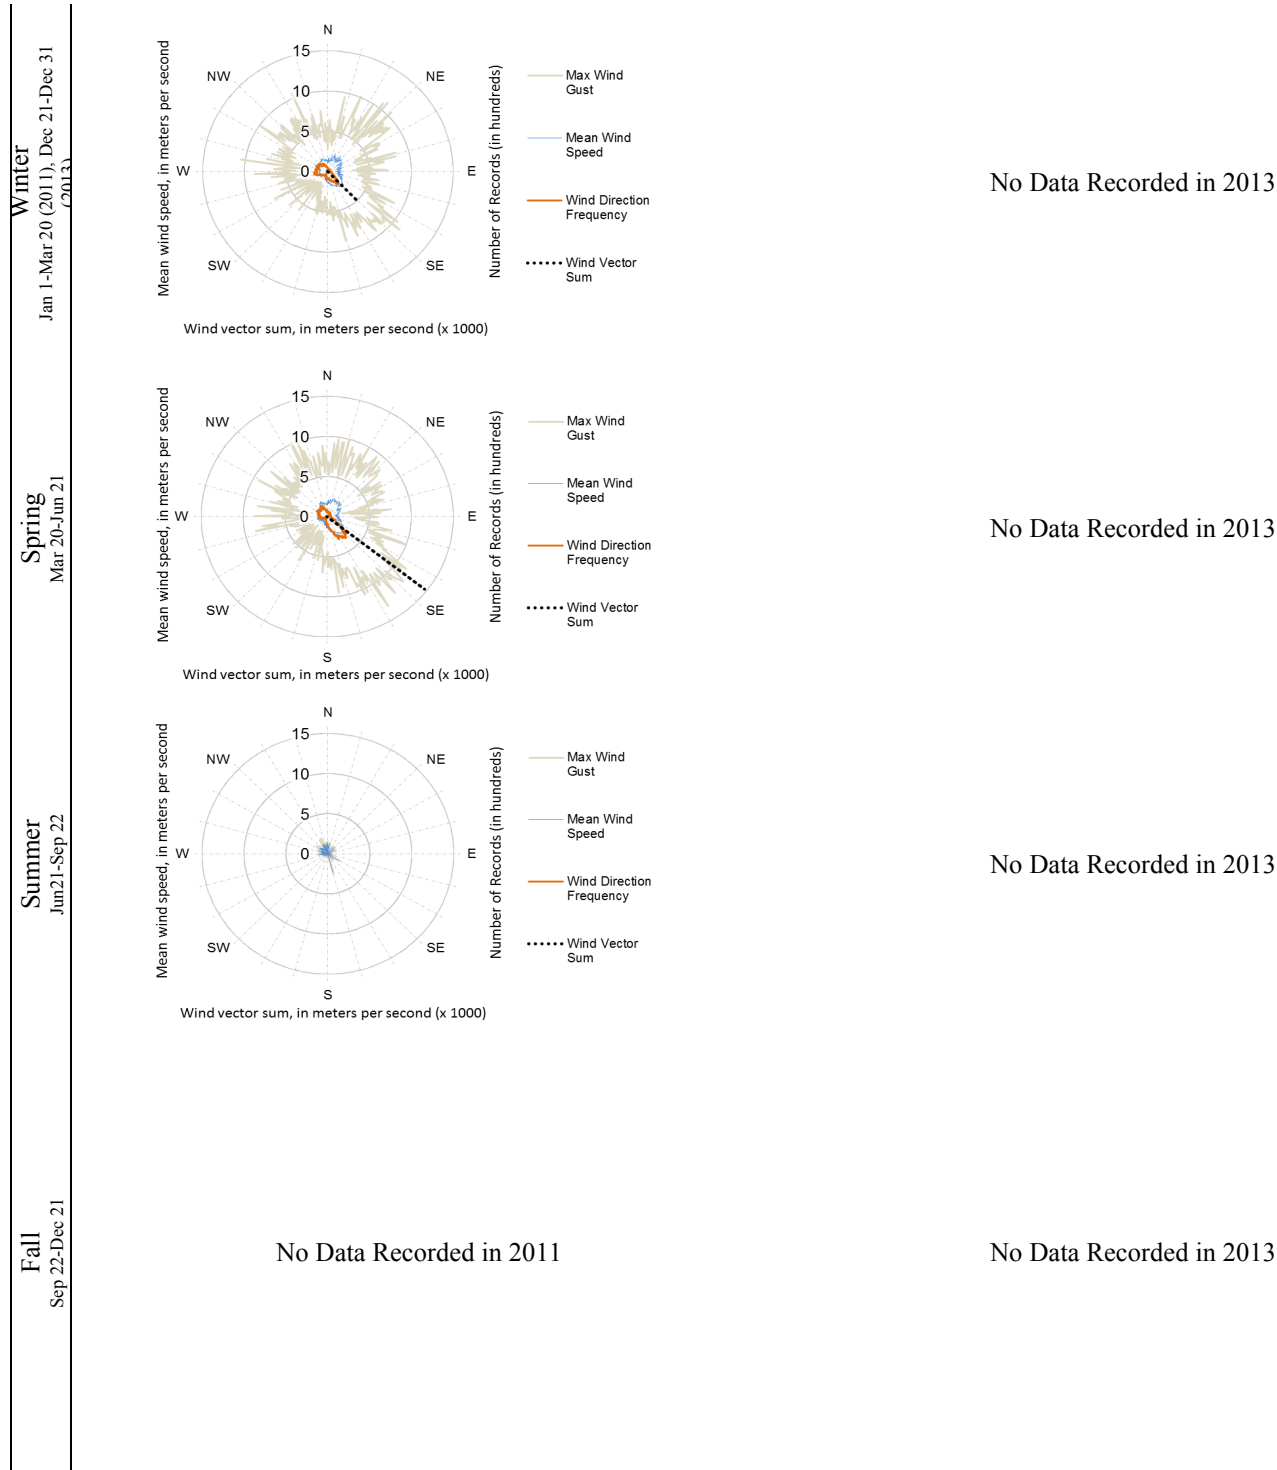 Winter
Jan 1-Mar 20 (2011), Dec 21-Dec 31
(2013)
Mean wind speed, in meters per second
N
NE
E
SE
S
SW
W
NW
15
10
5
0
Number of Records (in hundreds)
Max Wind
Gust
Mean Wind
Speed
Wind Direction
Frequency
Wind Vector
Sum
Wind vector sum, in meters per second (x 1000)
No Data Recorded in 2013
Spring
Mar 20-Jun 21
Mean wind speed, in meters per second
N
NE
E
SE
S
SW
W
NW
15
10
5
0
Number of Records (in hundreds)
Max Wind
Gust
Mean Wind
Speed
Wind Direction
Frequency
Wind Vector
Sum
Wind vector sum, in meters per second (x 1000)
No Data Recorded in 2013
Summer
Jun21-Sep 22
Mean wind speed, in meters per second
N
NE
E
SE
S
SW
W
NW
15
10
5
0
Number of Records (in hundreds)
Max Wind
Gust
Mean Wind
Speed
Wind Direction
Frequency
Wind Vector
Sum
Wind vector sum, in meters per second (x 1000)
No Data Recorded in 2013
Fall
Sep 22-Dec 21
No Data Recorded in 2011
No Data Recorded in 2013